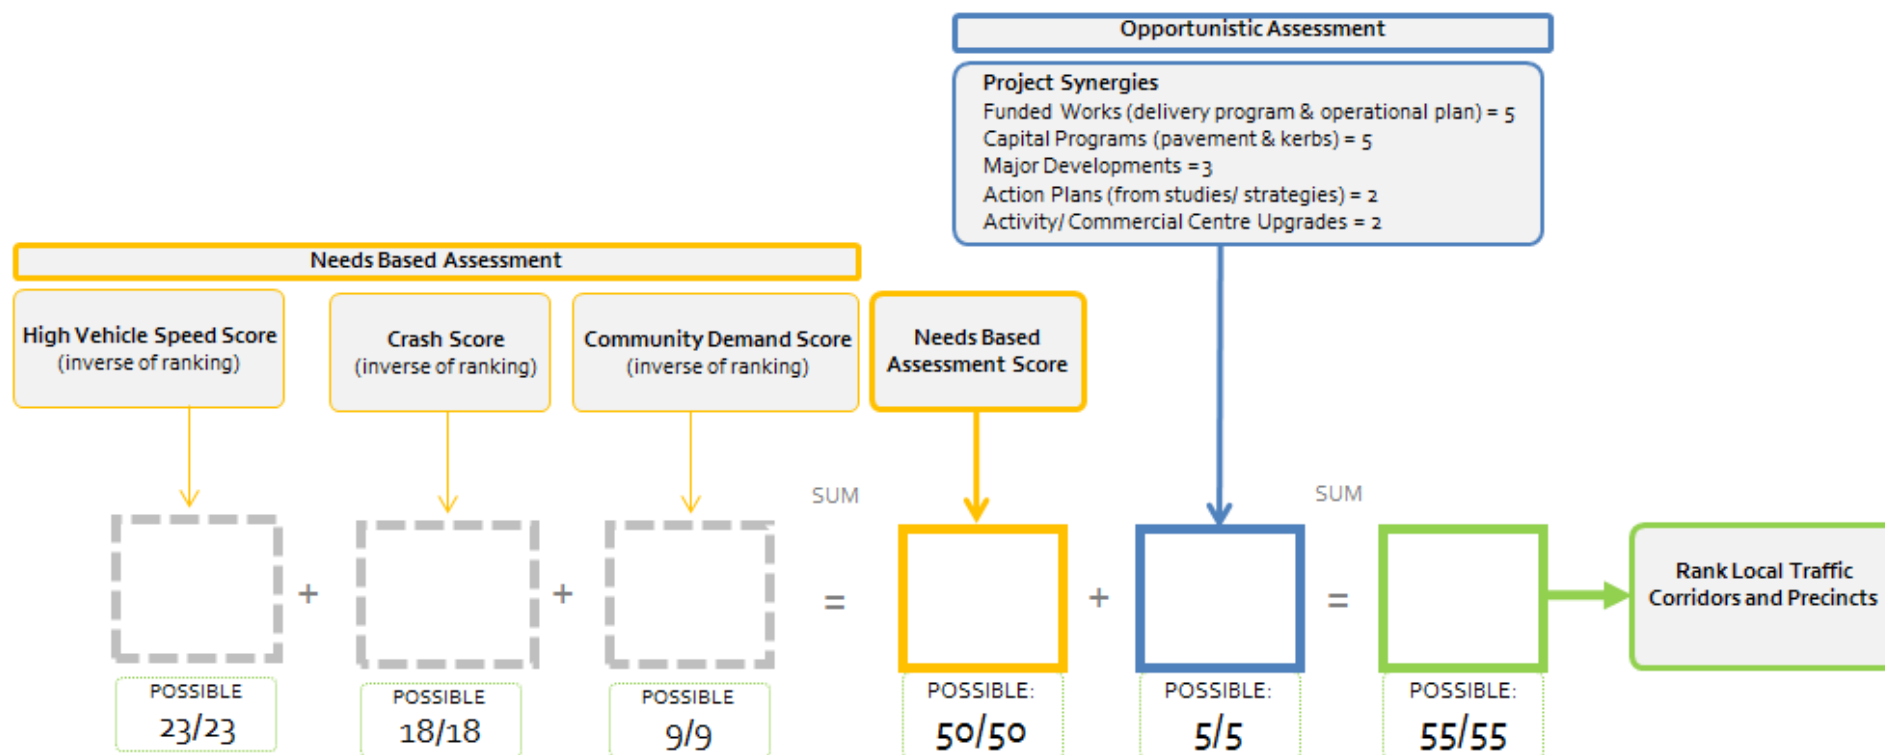 Opportunistic Assessment
Project Synergies
Funded Works (delivery program & operational plan) = 5
Capital Programs (pavement & kerbs) = 5
Major Developments =3
Action Plans (from studies/ strategies) = 2
Activity/ Commercial Centre Upgrades = 2
Needs Based Assessment
High Vehicle Speed Score
(inverse of ranking)
Crash Score
(inverse of ranking)
Community Demand Score
(inverse of ranking)
Needs Based
Assessment Score
SUM
SUM
+
+
=
+
=
Rank Local Traffic
Corridors and Precincts
POSSIBLE
23/23
POSSIBLE
18/18
POSSIBLE
9/9
POSSIBLE:
50/50
POSSIBLE:
5/5
POSSIBLE:
55/55